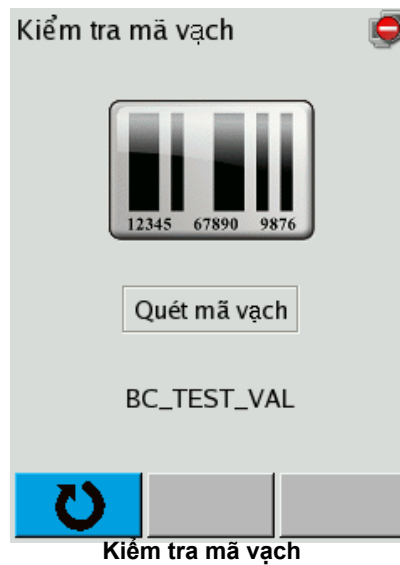 Kiểm tra mã vạch
12345 67890 9876
Quét mã vạch
BC_TEST_VAL
Kiểm tra mã vạch